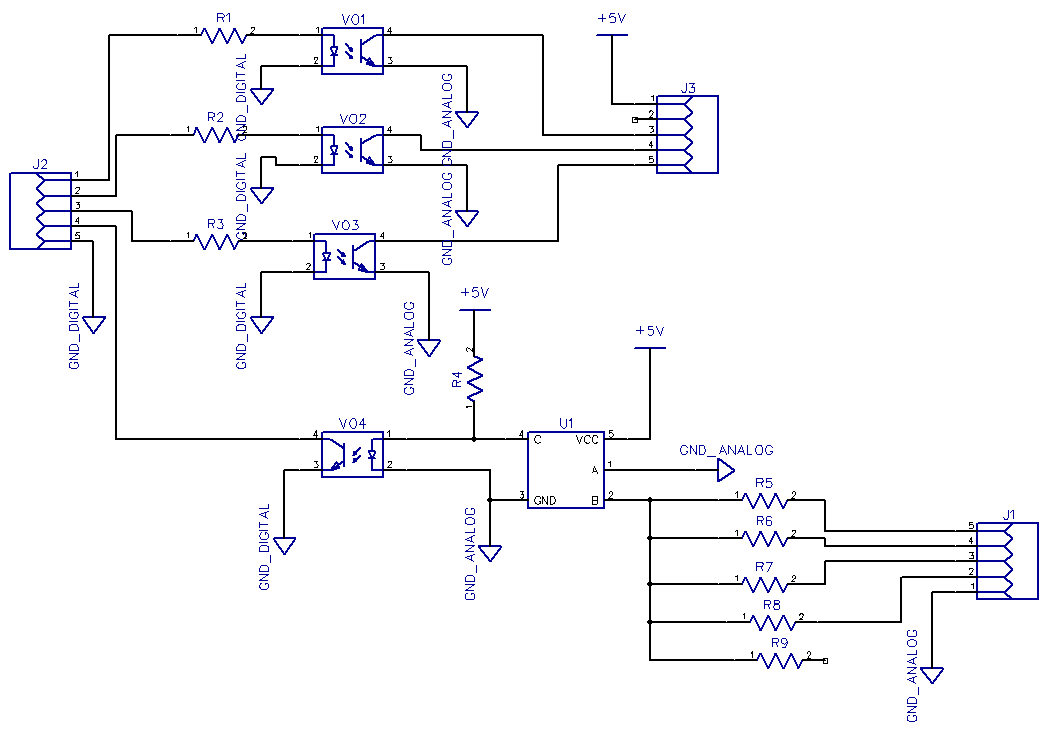 R1
1
2
VO1
1
4
2
3
GND_DIGITAL
GND_ANALOG
+5V
J3
1
2
3
4
5
R2
1
2
VO2
1
4
2
3
GND_DIGITAL
GND_ANALOG
J2
1
2
3
4
5
GND_DIGITAL
R3
1
2
VO3
1
4
2
3
GND_DIGITAL
GND_ANALOG
+5V
2
R4
1
+5V
VO4
4
1
3
2
GND_DIGITAL
GND_ANALOG
U1
4
C
VCC
5
A
1
3
GND
B
2
GND_ANALOG
R5
1
2
R6
1
2
R7
1
2
R8
1
2
R9
1
2
J1
5
4
3
2
1
GND_ANALOG